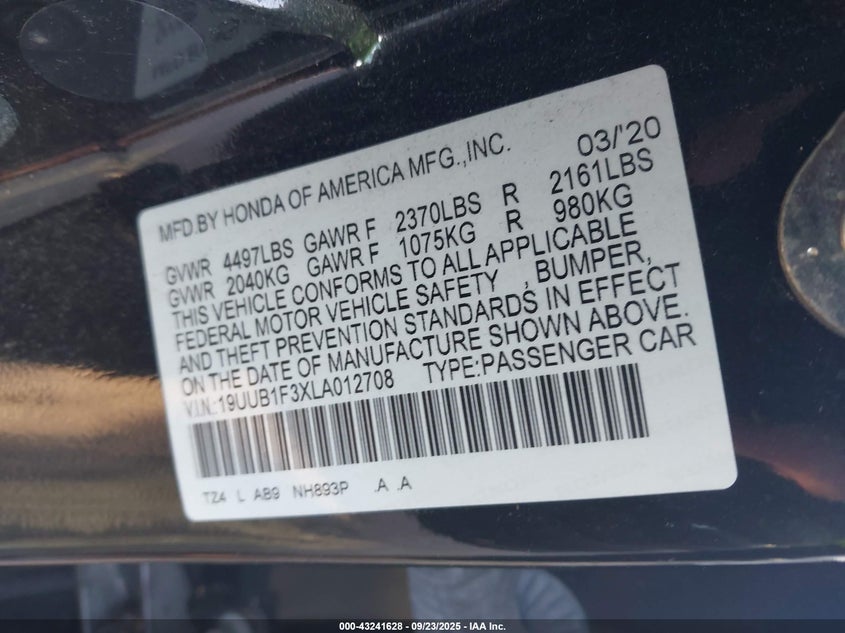 MFD.BY HONDA OF AMERICA MFG.,INC. 03/'20
GVWR 4497LBS GAWR F 2370LBS R 2161LBS
GVWR 2040KG GAWR F 1075KG R 980KG
THIS VEHICLE CONFORMS TO ALL APPLICABLE
FEDERAL MOTOR VEHICLE SAFETY , BUMPER,
AND THEFT PREVENTION STANDARDS IN EFFECT
ON THE DATE OF MANUFACTURE SHOWN ABOVE.
V.I.N.:19UUB1F3XLA012708 TYPE:PASSENGER CAR
TZ4 L AB9 NH893P .A .A
000-43241628 - 09/23/2025 - IAA Inc.